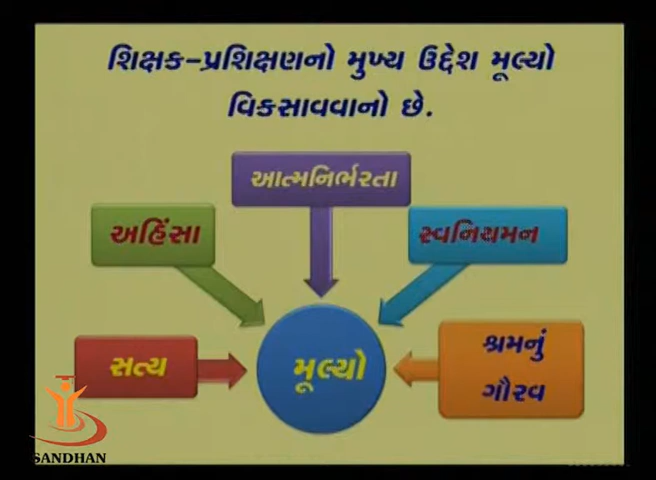 શિક્ષક-પ્રશિક્ષણનો મુખ્ય ઉદ્દેશ મૂલ્યો
વિકસાવવાનો છે.
આત્મનિર્ભરતા
અહિંસા
સ્વનિયમન
સત્ય
મૂલ્યો
શ્રમનું
ગૌરવ
SANDHAN